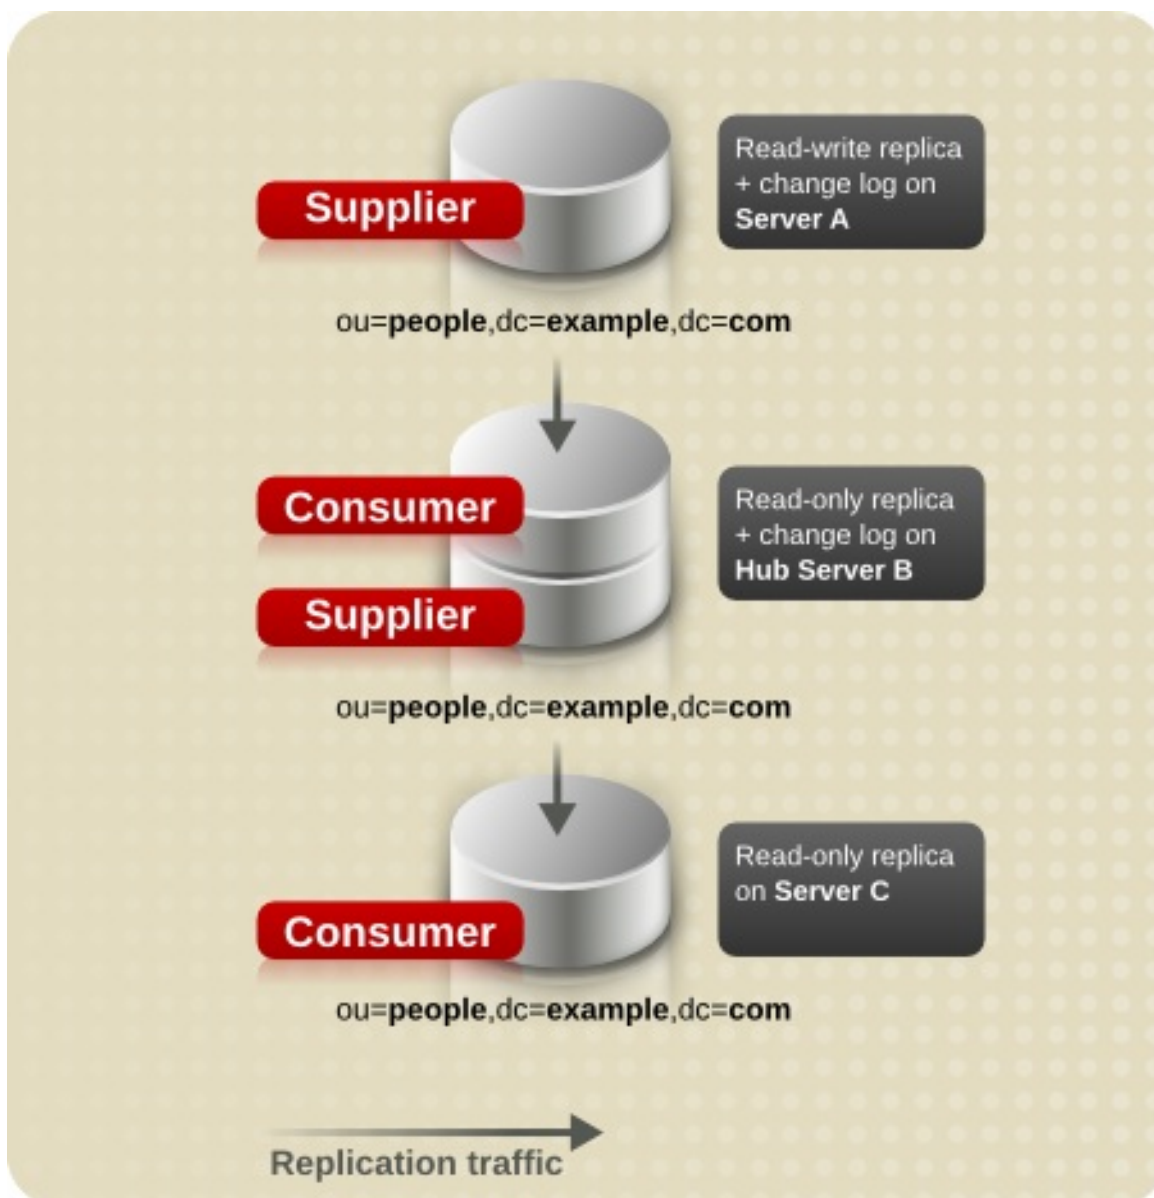 Supplier
Read-write replica
+ change log on
Server A
ou=people,dc=example,dc=com
Consumer
Read-only replica
+ change log on
Hub Server B
Supplier
ou=people,dc=example,dc=com
Read-only replica
on Server C
Consumer
ou=people,dc=example,dc=com
Replication traffic